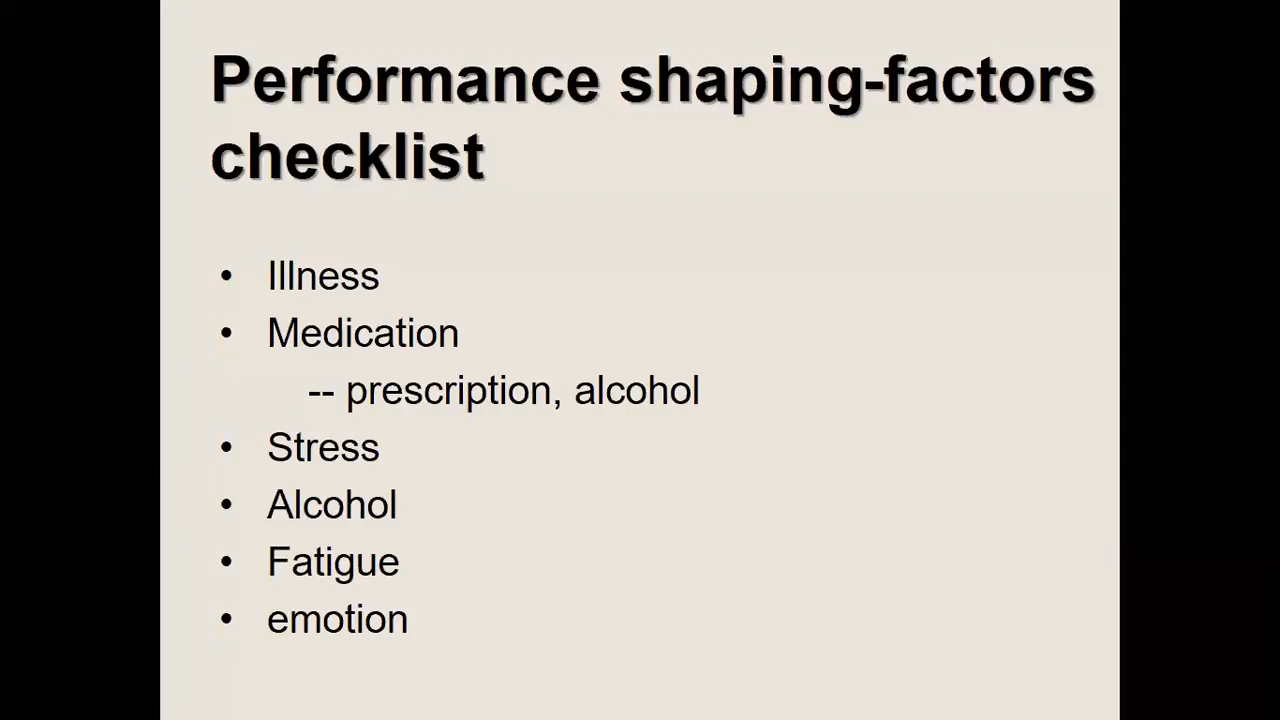 Performance shaping-factors
checklist
• Illness
• Medication
-- prescription, alcohol
• Stress
• Alcohol
• Fatigue
• emotion